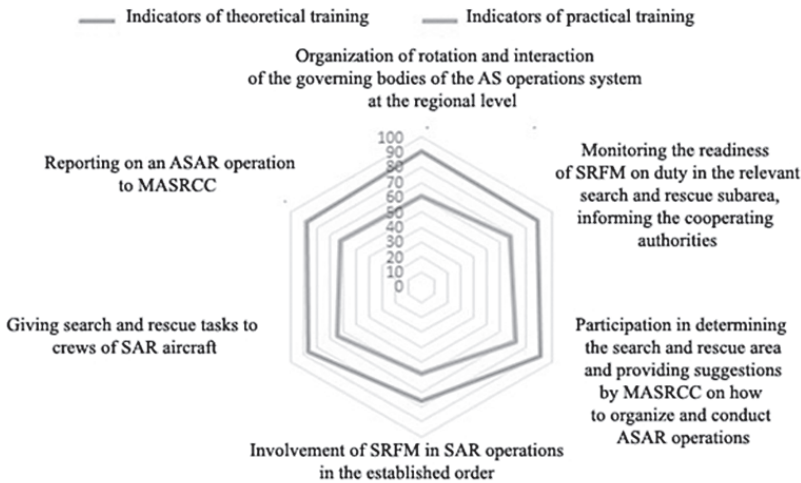 Indicators of theoretical training
Indicators of practical training
Organization of rotation and interaction
of the governing bodies of the AS operations system
at the regional level
Reporting on an ASAR operation
to MASRCC
Monitoring the readiness
of SRFM on duty in the relevant
search and rescue subarea,
informing the cooperating
authorities
100
90
80
70
60
50
40
30
20
10
0
Giving search and rescue tasks to
crews of SAR aircraft
Participation in determining
the search and rescue area
and providing suggestions
by MASRCC on how
to organize and conduct
ASAR operations
Involvement of SRFM in SAR operations
in the established order